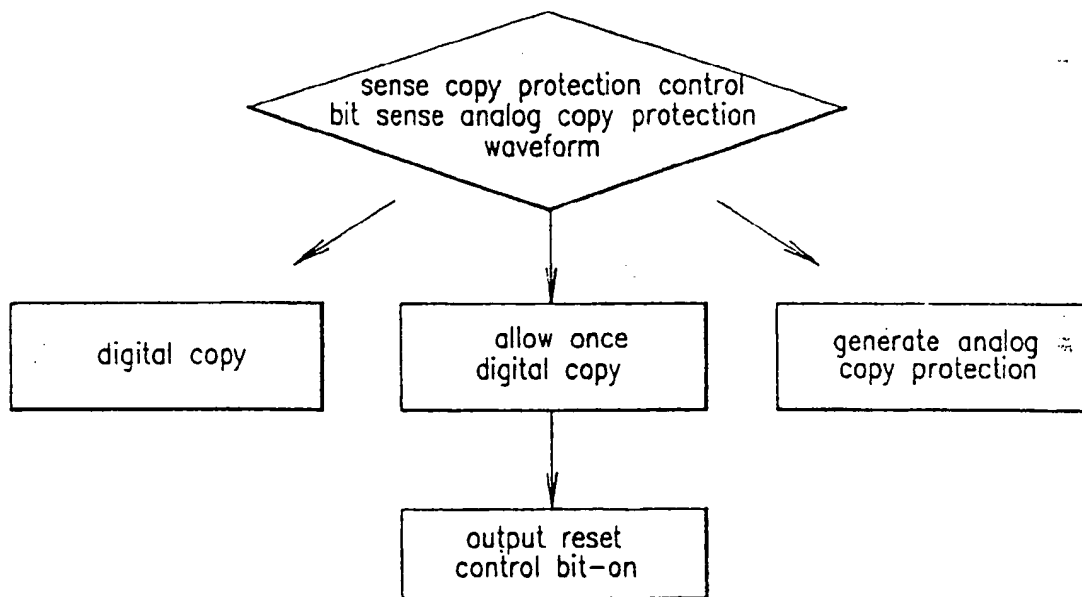 sense copy protection control
bit sense analog copy protection
waveform
digital copy
allow once
digital copy
generate analog
copy protection
output reset
control bit-on